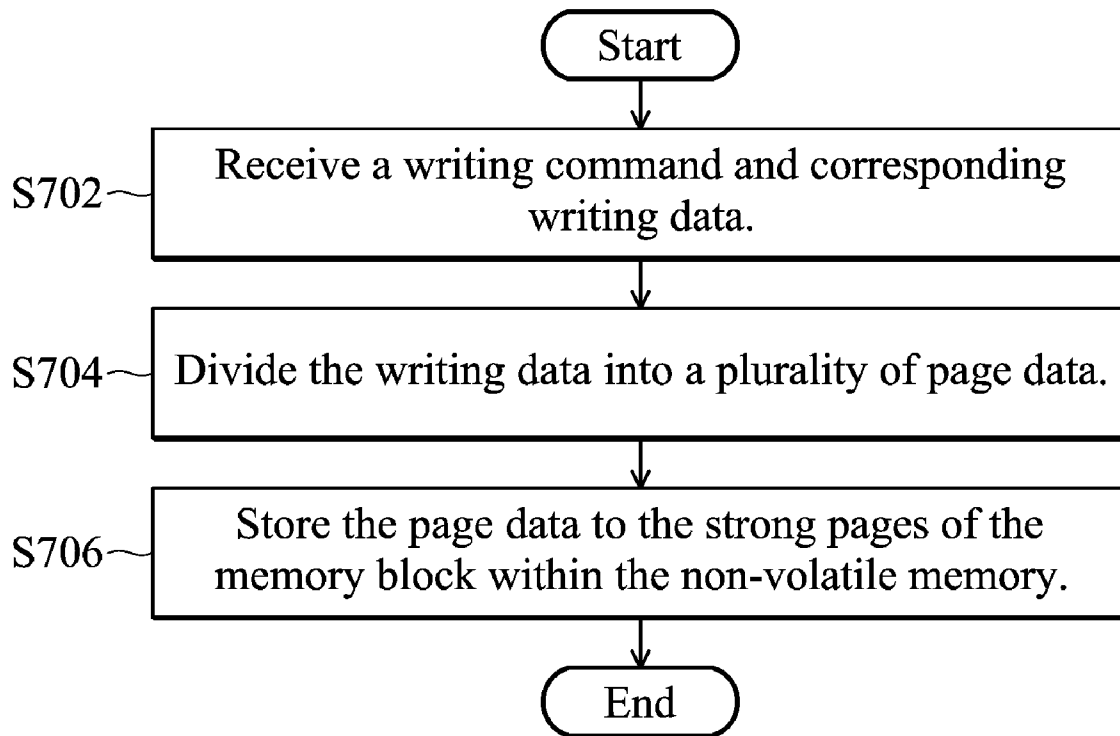 Start
S702
Receive a writing command and corresponding
writing data.
S704
Divide the writing data into a plurality of page data.
S706
Store the page data to the strong pages of the
memory block within the non-volatile memory.
End